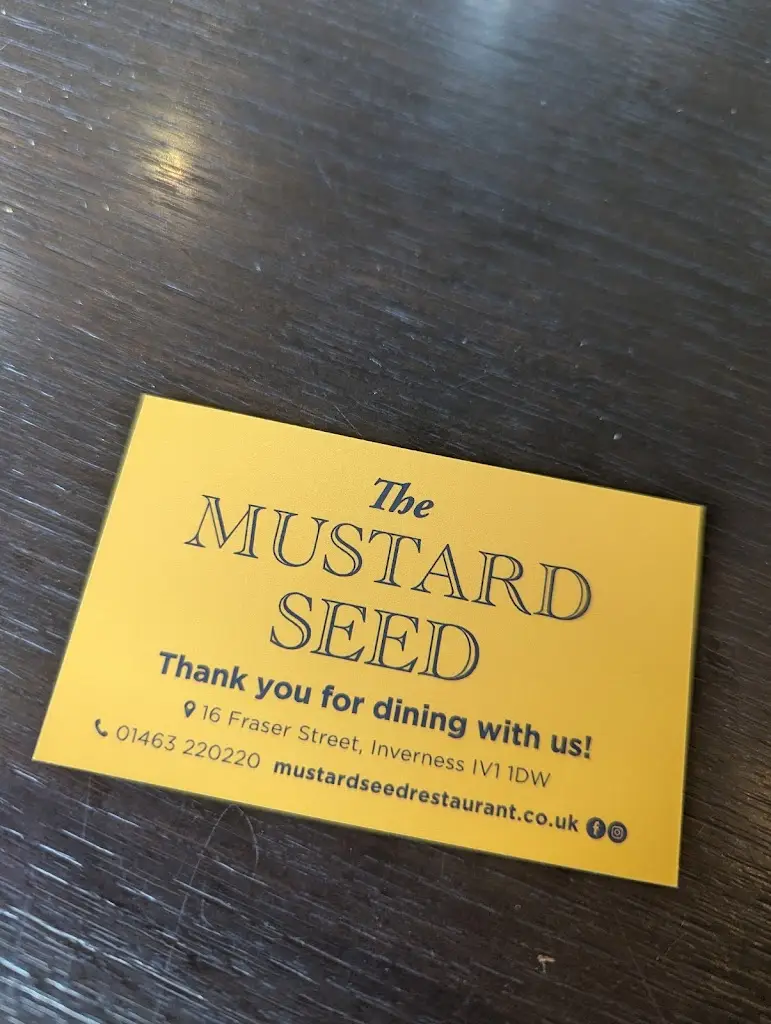 The
MUSTARD
SEED
Thank you for dining with us!
16 Fraser Street, Inverness IV1 1DW
01463 220220 mustardseedrestaurant.co.uk